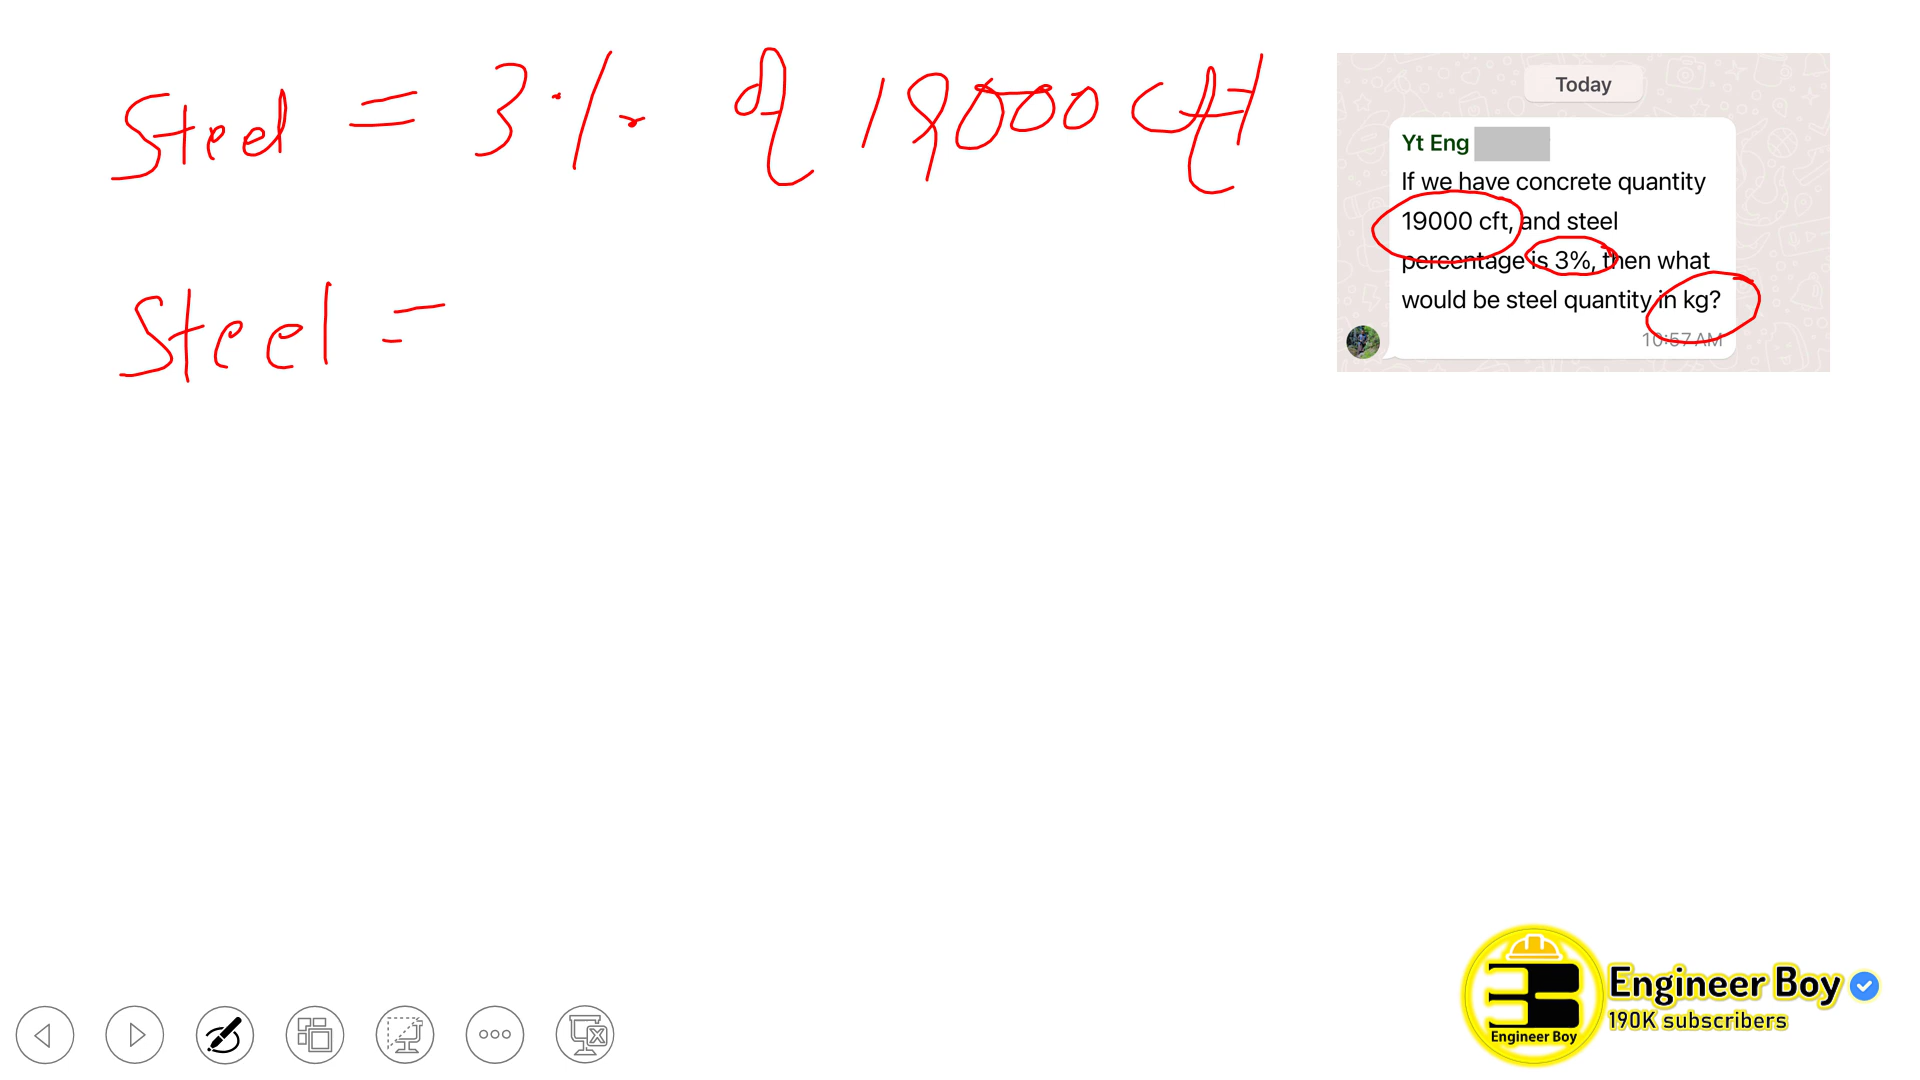 Steel = 3% of 19000 cft
Steel =
Today
Yt Eng
If we have concrete quantity
19000 cft, and steel
percentage is 3%, then what
would be steel quantity in kg?
10:57 AM
Engineer Boy
190K subscribers
Engineer Boy